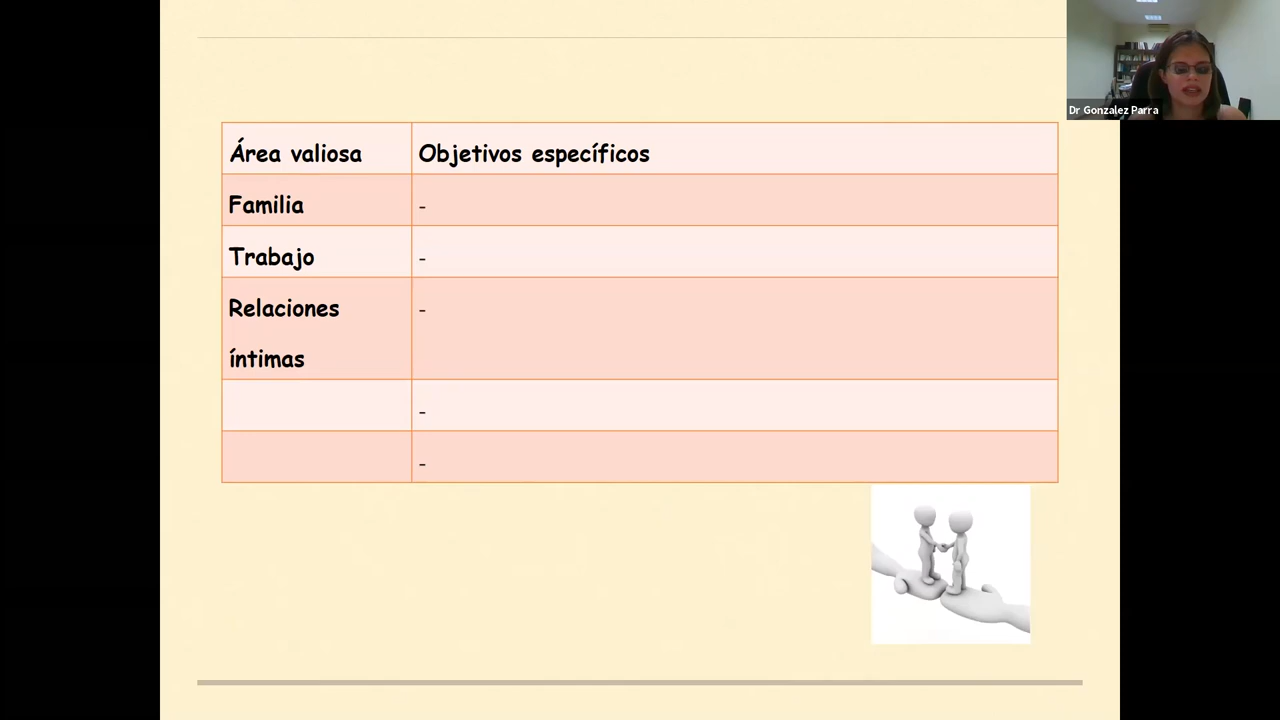 Dr Gonzalez Parra
Área valiosa
Objetivos específicos
Familia
-
Trabajo
-
Relaciones
íntimas
-
-
-